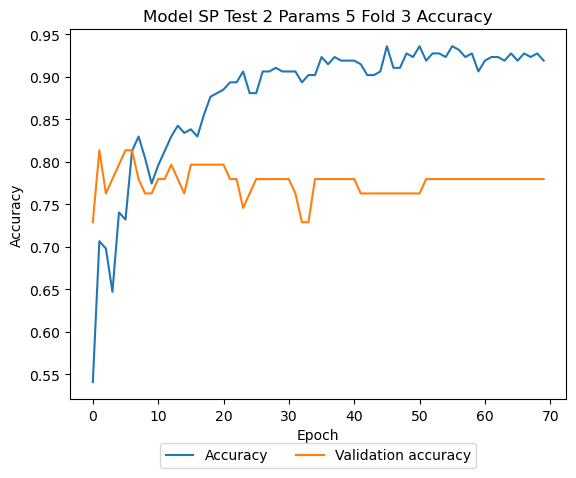 Model SP Test 2 Params 5 Fold 3 Accuracy
0.95
0.90
0.85
0.80
0.75
0.70
0.65
0.60
0.55
Accuracy
0 10 20 30 40 50 60 70
Epoch
Accuracy Validation accuracy